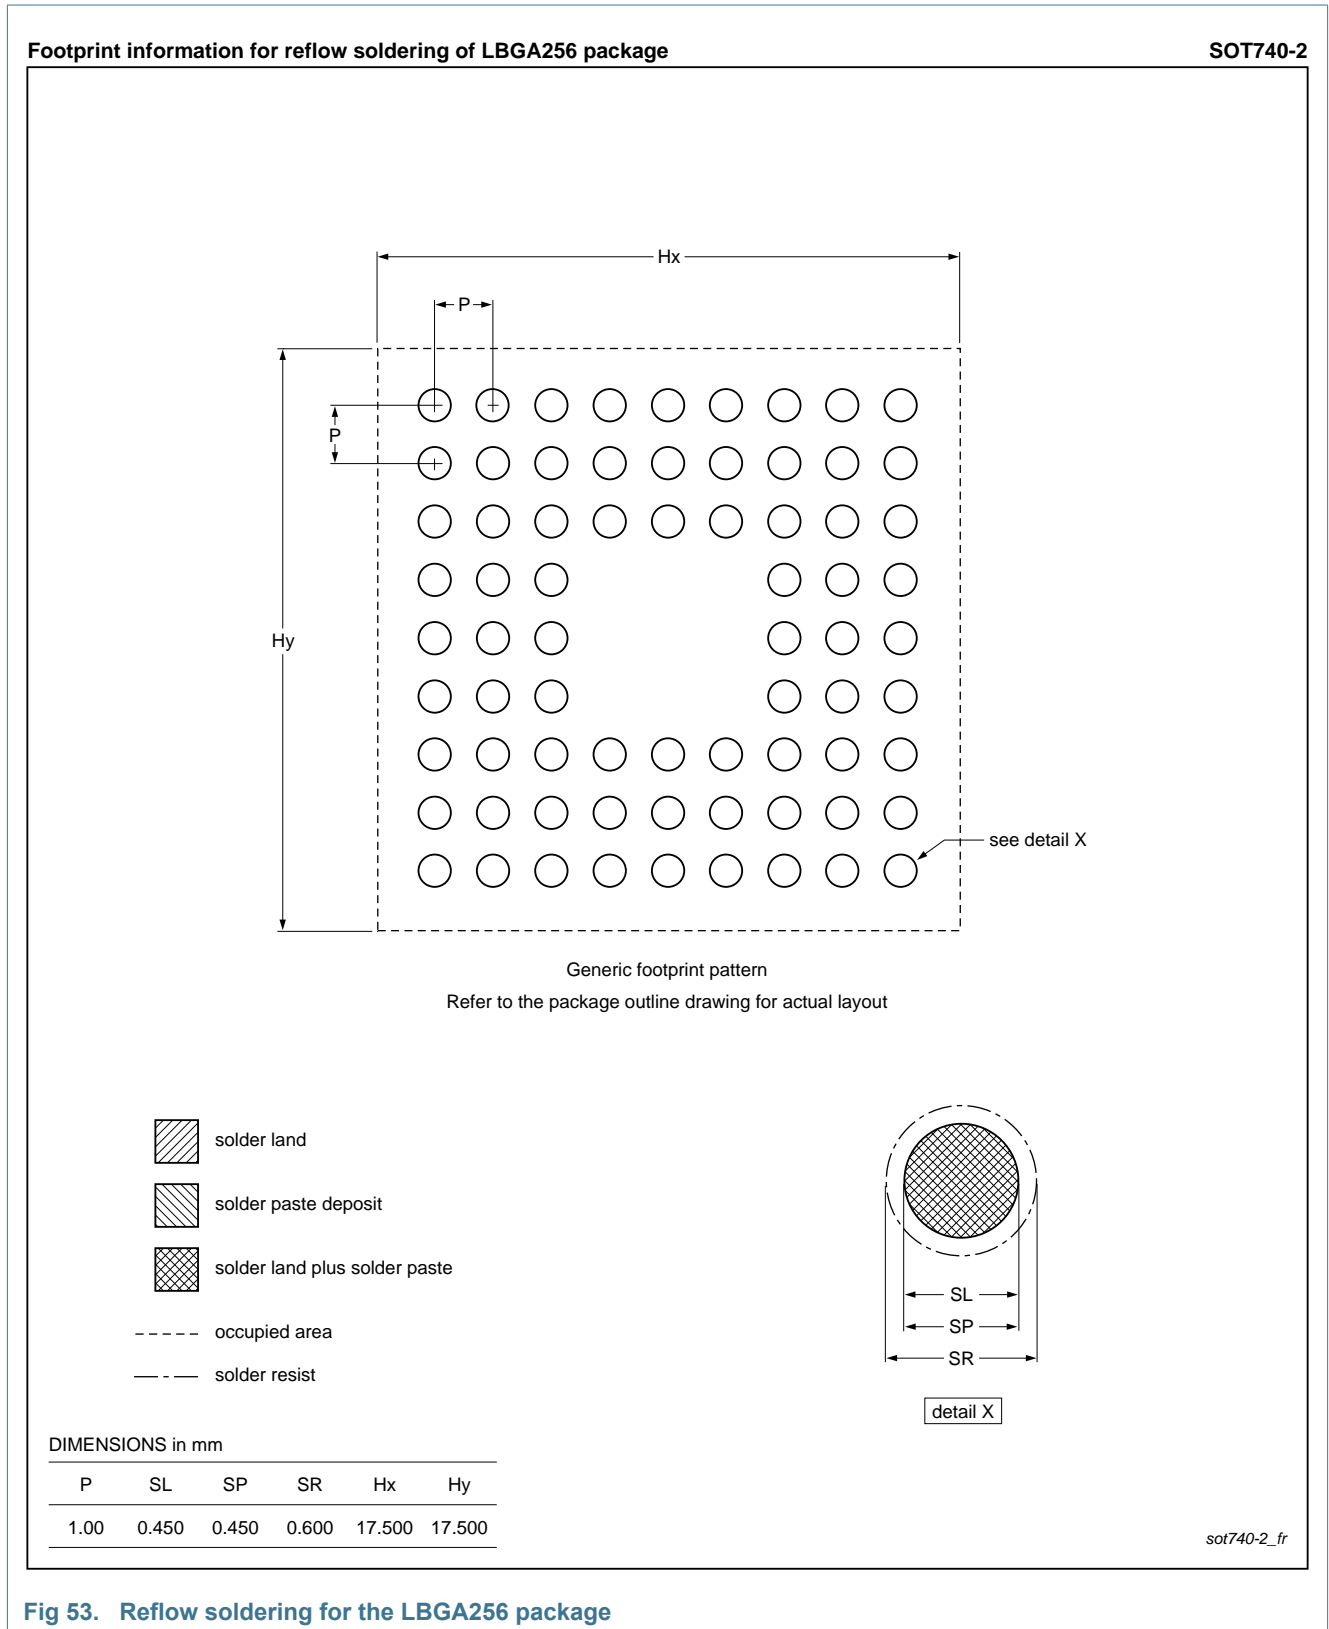 Footprint information for reflow soldering of LBGA256 package SOT740-2
Hx
P
P
Hy
see detail X
Generic footprint pattern
Refer to the package outline drawing for actual layout
solder land
solder paste deposit
solder land plus solder paste
occupied area
solder resist
SL
SP
SR
detail X
DIMENSIONS in mm
P SL SP SR Hx Hy
1.00 0.450 0.450 0.600 17.500 17.500
sot740-2_fr
Fig 53. Reflow soldering for the LBGA256 package